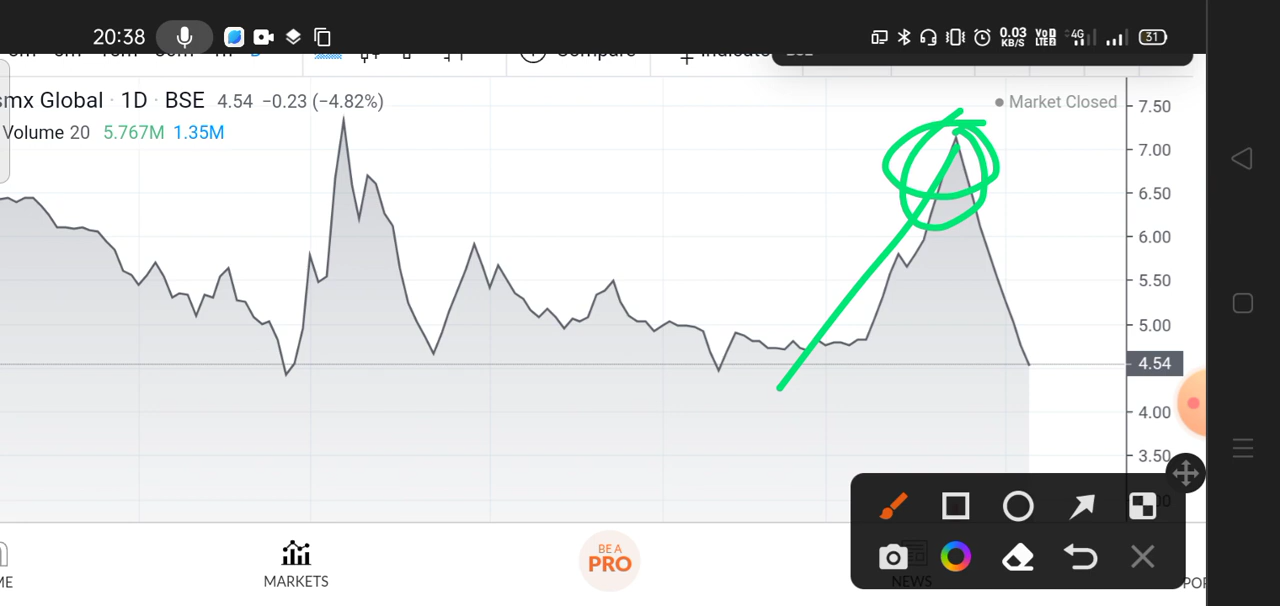 20:38
0.03 KB/S VoD LTEB 4G 31
smx Global · 1D · BSE 4.54 −0.23 (−4.82%)
Market Closed
Volume 20 5.767M 1.35M
7.50
7.00
6.50
6.00
5.50
5.00
4.54
4.00
3.50
BE A
PRO
MARKETS
NEWS